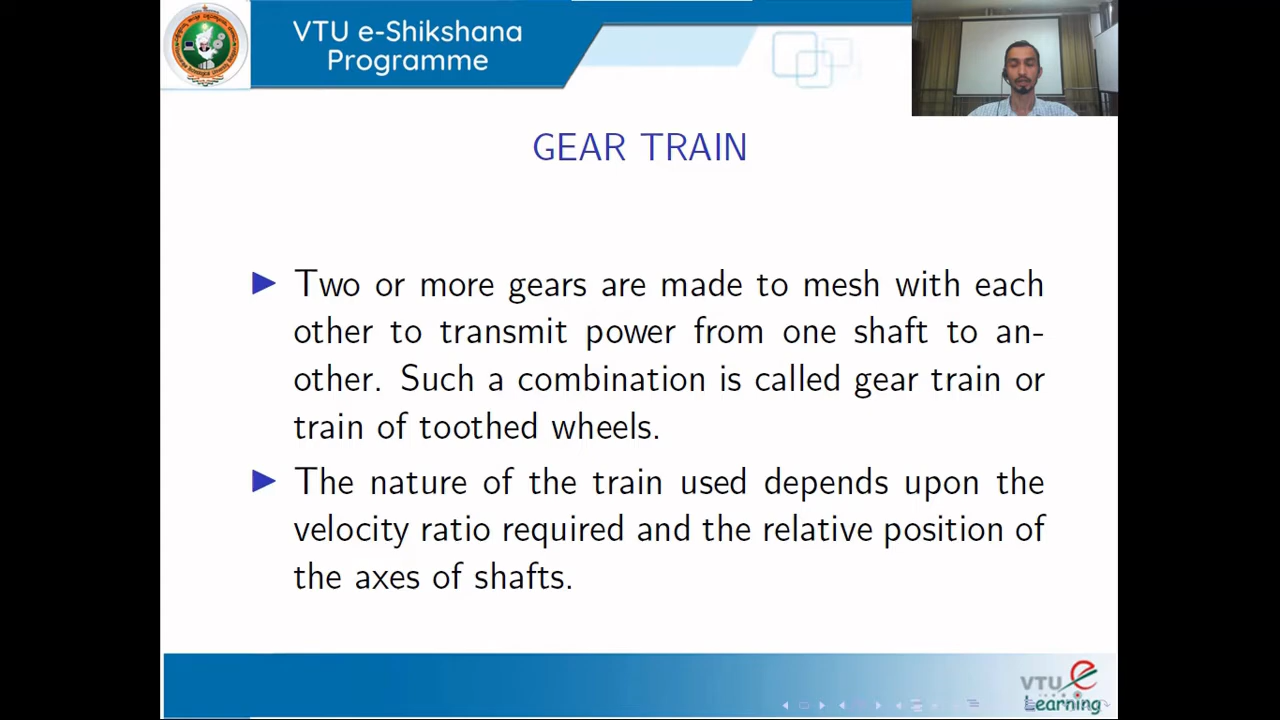 VTU e-Shikshana
Programme
GEAR TRAIN
Two or more gears are made to mesh with each
other to transmit power from one shaft to an-
other. Such a combination is called gear train or
train of toothed wheels.
The nature of the train used depends upon the
velocity ratio required and the relative position of
the axes of shafts.
VTU e
Learning